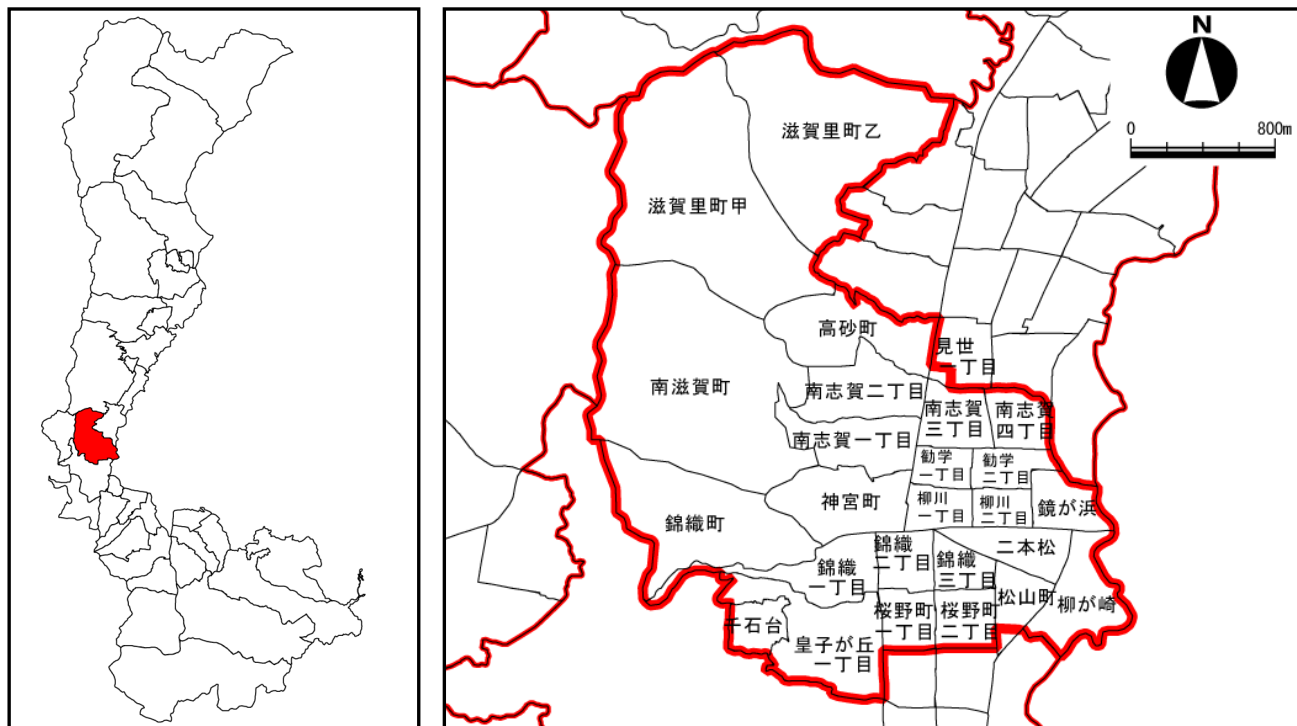 N
0
800m
滋賀里町乙
滋賀里町甲
高砂町
見世
一丁目
南滋賀町
南志賀二丁目
南志賀
三丁目
南志賀
四丁目
南志賀一丁目
勧学
一丁目
勧学
二丁目
神宮町
柳川
一丁目
柳川
二丁目
鏡が浜
錦織町
錦織
二丁目
二本松
錦織
一丁目
錦織
三丁目
松山町
柳が崎
千石台
桜野町
一丁目
桜野町
二丁目
皇子が丘
一丁目